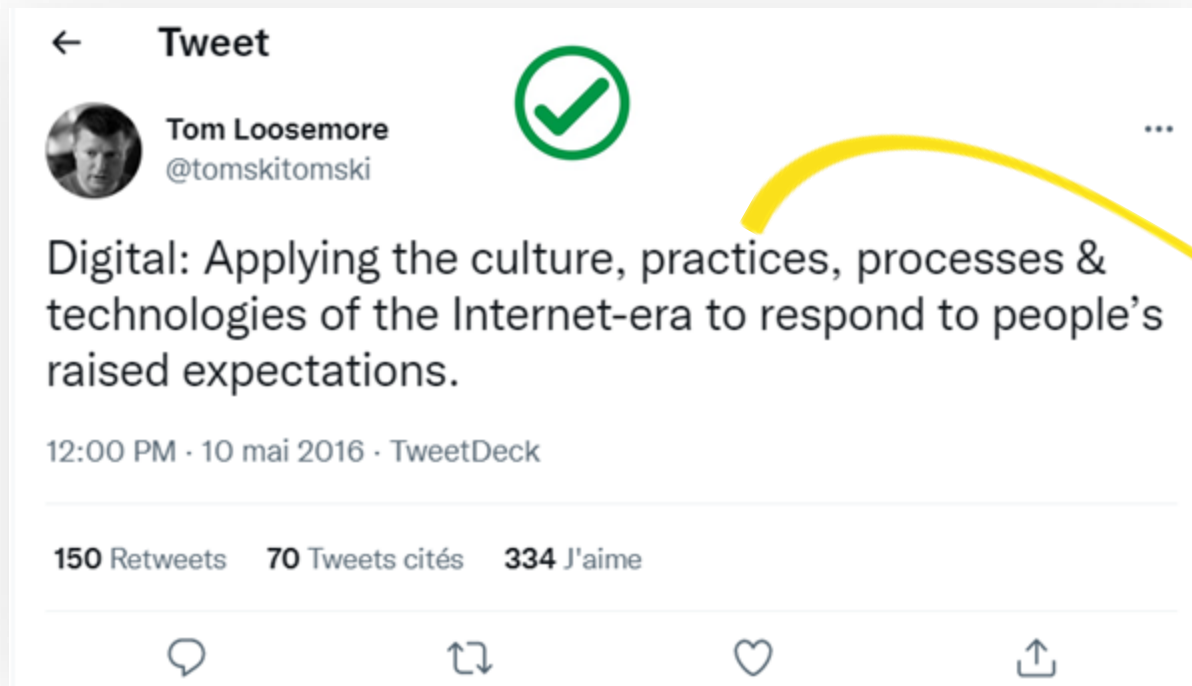 Tweet
Tom Loosemore
@tomskitomski
Digital: Applying the culture, practices, processes &
technologies of the Internet-era to respond to people’s
raised expectations.
12:00 PM · 10 mai 2016 · TweetDeck
150 Retweets 70 Tweets cités 334 J'aime